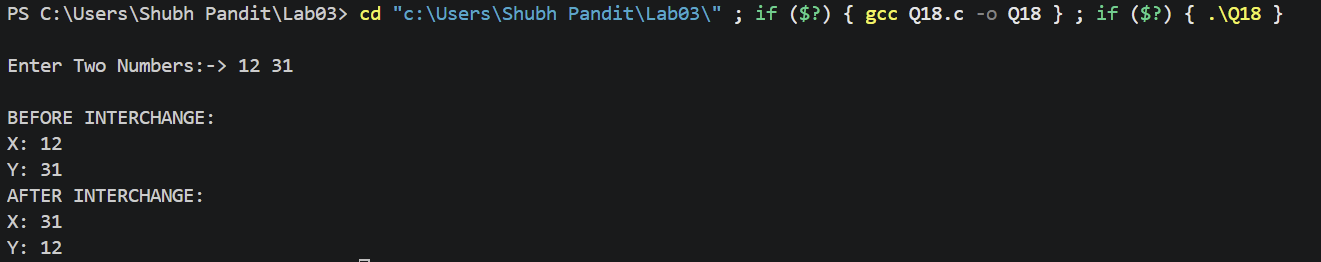 PS C:\Users\Shubh Pandit\Lab03> cd "c:\Users\Shubh Pandit\Lab03\" ; if ($?) { gcc Q18.c -o Q18 } ; if ($?) { .\Q18 }
Enter Two Numbers:-> 12 31
BEFORE INTERCHANGE:
X: 12
Y: 31
AFTER INTERCHANGE:
X: 31
Y: 12